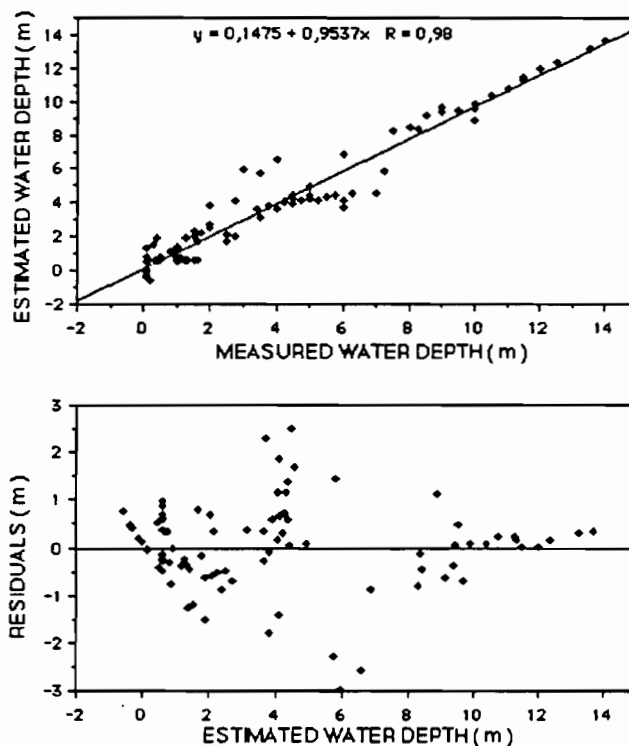 y = 0,1475 + 0,9537x R = 0,98
ESTIMATED WATER DEPTH (m)
14
12
10
8
6
4
2
0
-2
-2 0 2 4 6 8 10 12 14
MEASURED WATER DEPTH (m)
RESIDUALS (m)
3
2
1
0
-1
-2
-3
-2 0 2 4 6 8 10 12 14
ESTIMATED WATER DEPTH (m)